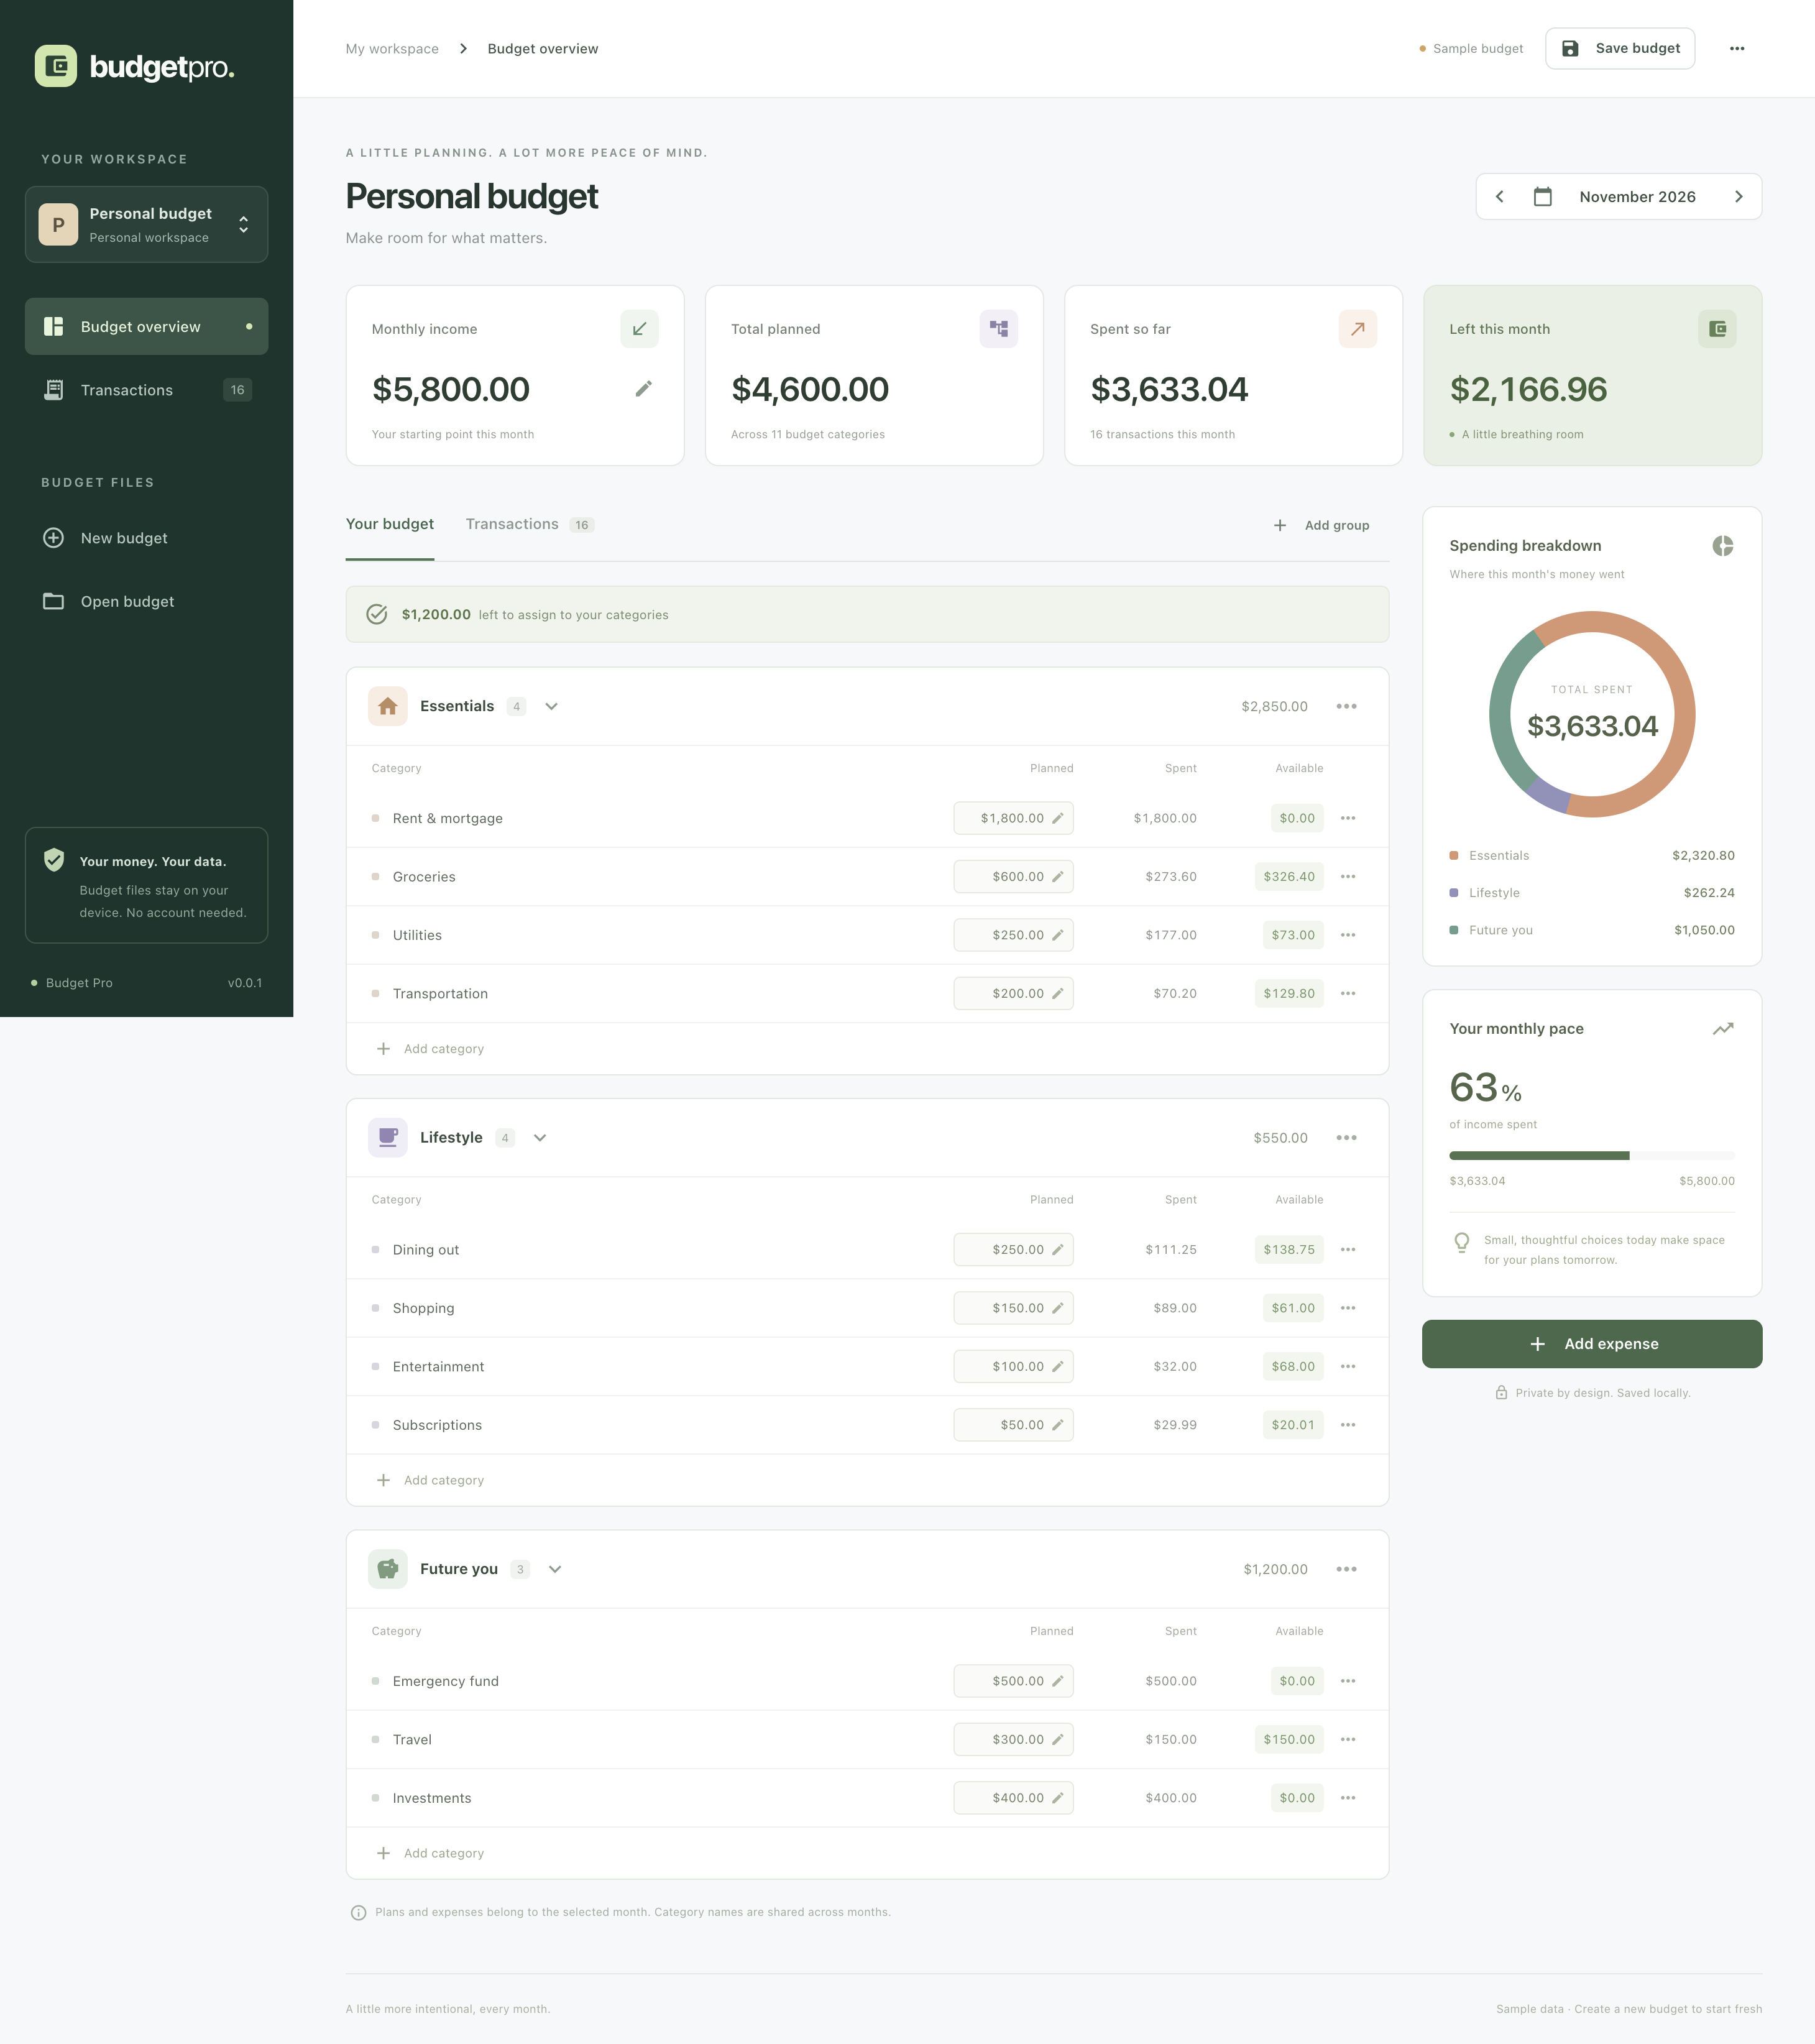 budgetpro.
YOUR WORKSPACE
P
Personal budget
Personal workspace
Budget overview
Transactions 16
BUDGET FILES
New budget
Open budget
Your money. Your data.
Budget files stay on your
device. No account needed.
Budget Pro v0.0.1
My workspace Budget overview
Sample budget Save budget
A LITTLE PLANNING. A LOT MORE PEACE OF MIND.
Personal budget
Make room for what matters.
November 2026
Monthly income
$5,800.00
Your starting point this month
Total planned
$4,600.00
Across 11 budget categories
Spent so far
$3,633.04
16 transactions this month
Left this month
$2,166.96
A little breathing room
Your budget Transactions 16 Add group
$1,200.00 left to assign to your categories
Essentials 4 $2,850.00
Category Planned Spent Available
Rent & mortgage $1,800.00 $1,800.00 $0.00
Groceries $600.00 $273.60 $326.40
Utilities $250.00 $177.00 $73.00
Transportation $200.00 $70.20 $129.80
Add category
Lifestyle 4 $550.00
Category Planned Spent Available
Dining out $250.00 $111.25 $138.75
Shopping $150.00 $89.00 $61.00
Entertainment $100.00 $32.00 $68.00
Subscriptions $50.00 $29.99 $20.01
Add category
Future you 3 $1,200.00
Category Planned Spent Available
Emergency fund $500.00 $500.00 $0.00
Travel $300.00 $150.00 $150.00
Investments $400.00 $400.00 $0.00
Add category
Plans and expenses belong to the selected month. Category names are shared across months.
Spending breakdown
Where this month's money went
TOTAL SPENT
$3,633.04
Essentials $2,320.80
Lifestyle $262.24
Future you $1,050.00
Your monthly pace
63%
of income spent
$3,633.04 $5,800.00
Small, thoughtful choices today make space
for your plans tomorrow.
Add expense
Private by design. Saved locally.
A little more intentional, every month.
Sample data · Create a new budget to start fresh